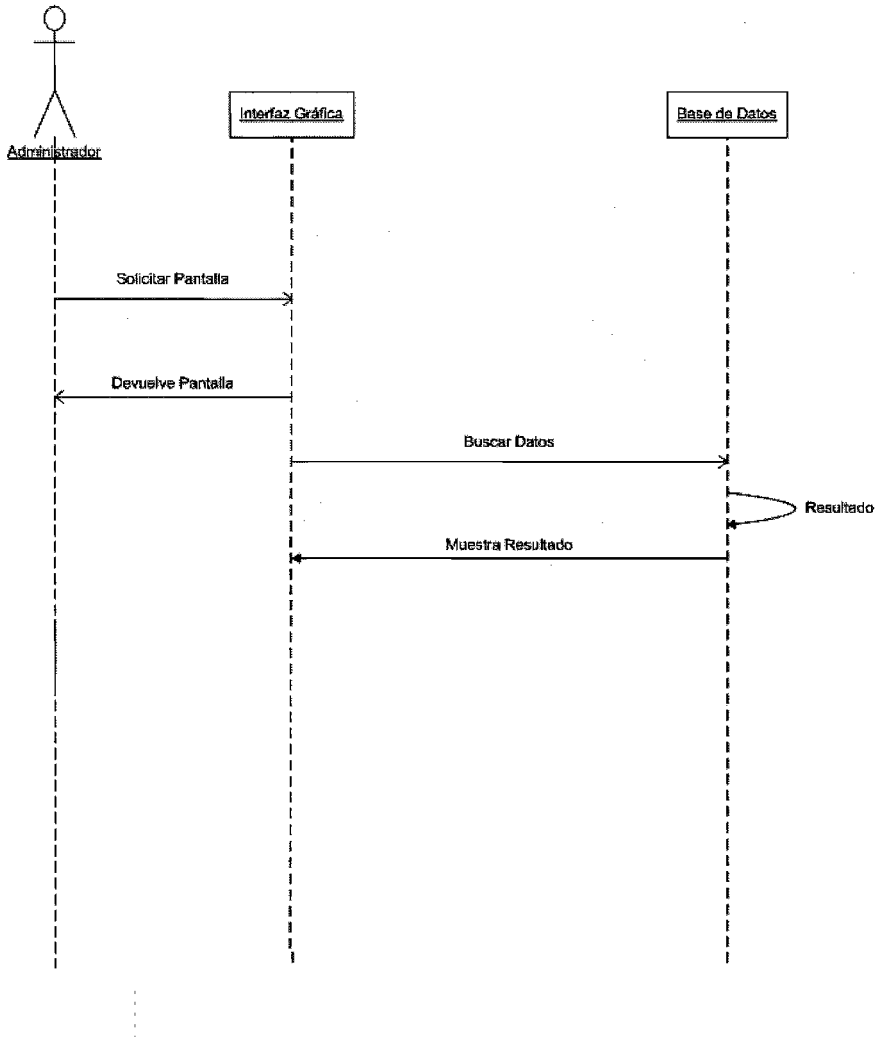 Interfaz Gráfica
Base de Datos
Administrador
Solicitar Pantalla
Devuelve Pantalla
Buscar Datos
Resultado
Muestra Resultado